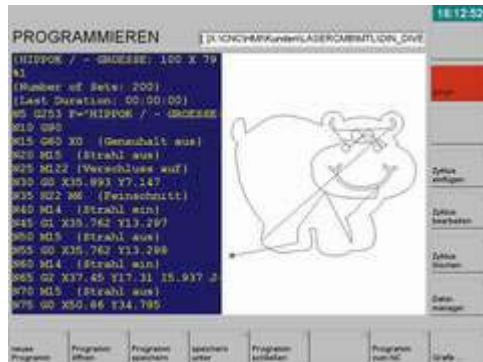 16:12:52
PROGRAMMIEREN
(HIPPOK / - GROESSE: 100 X 79
%1
(Number of Sets: 200)
(Last Duration: 00:00:00)
N5 G253 F="HIPPOK / - GROESSE:
N10 G90
N15 G60 X0 (Genauhalt aus)
N20 M15 (Strahl aus)
N25 M122 (Verschluss auf)
N30 G0 X35.893 Y7.147
N35 H22 M6 (Feinschnitt)
N40 M14 (Strahl ein)
N45 G1 X35.762 Y13.297
N50 M15 (Strahl aus)
N55 G0 X35.762 Y13.298
N60 M14 (Strahl ein)
N65 G2 X37.45 Y17.31 I5.937 J
N70 M15 (Strahl aus)
N75 G0 X50.86 Y34.785
Zyklus
einfügen
Zyklus
bearbeiten
Zyklus
löschen
Datei-
manager
neues
Programm
Programm
öffnen
Programm
speichern
speichern
unter
Programm
schließen
Programm
zum NC
Grafik...